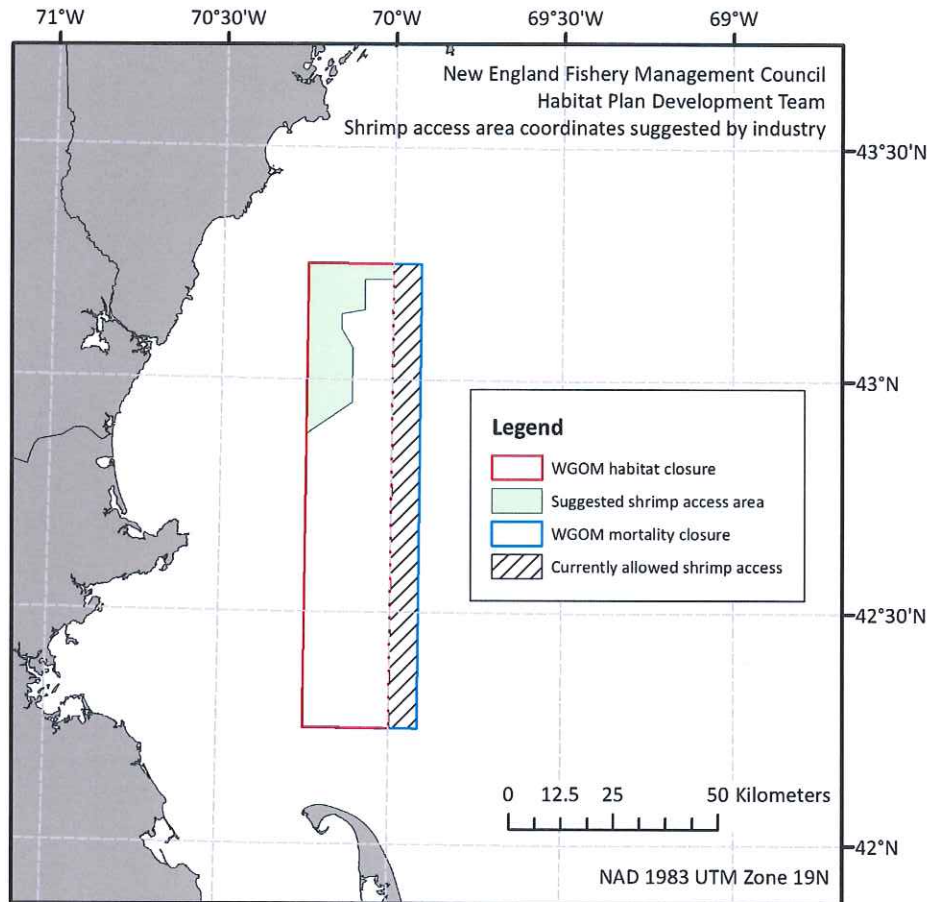 71°W 70°30'W 70°W 69°30'W 69°W
New England Fishery Management Council
Habitat Plan Development Team
Shrimp access area coordinates suggested by industry
43°30'N
43°N
Legend
WGOM habitat closure
Suggested shrimp access area
WGOM mortality closure
Currently allowed shrimp access
42°30'N
0 12.5 25 50 Kilometers
42°N
NAD 1983 UTM Zone 19N